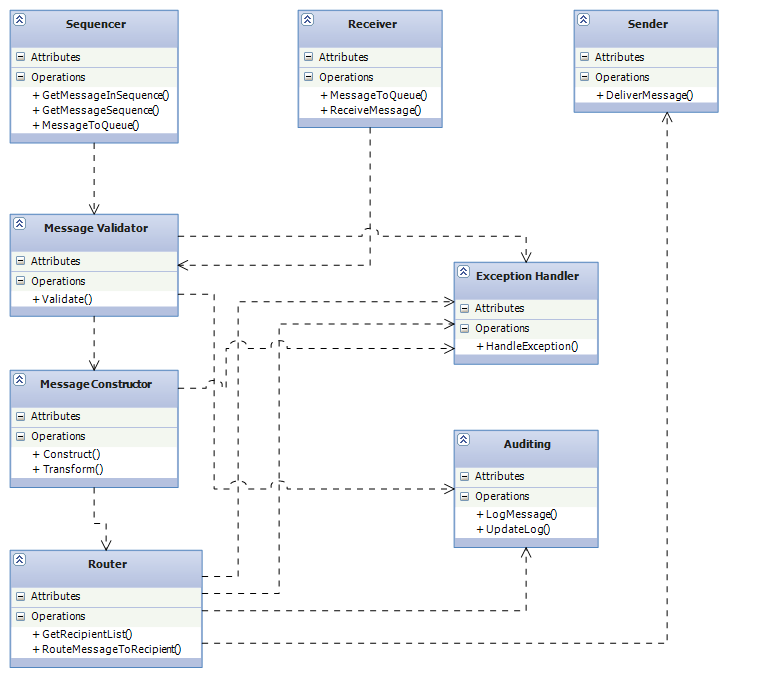 Sequencer
Attributes
Operations
+ GetMessageInSequence()
+ GetMessageSequence()
+ MessageToQueue()
Receiver
Attributes
Operations
+ MessageToQueue()
+ ReceiveMessage()
Sender
Attributes
Operations
+ DeliverMessage()
Message Validator
Attributes
Operations
+ Validate()
Exception Handler
Attributes
Operations
+ HandleException()
Message Constructor
Attributes
Operations
+ Construct()
+ Transform()
Auditing
Attributes
Operations
+ LogMessage()
+ UpdateLog()
Router
Attributes
Operations
+ GetRecipientList()
+ RouteMessageToRecipient()